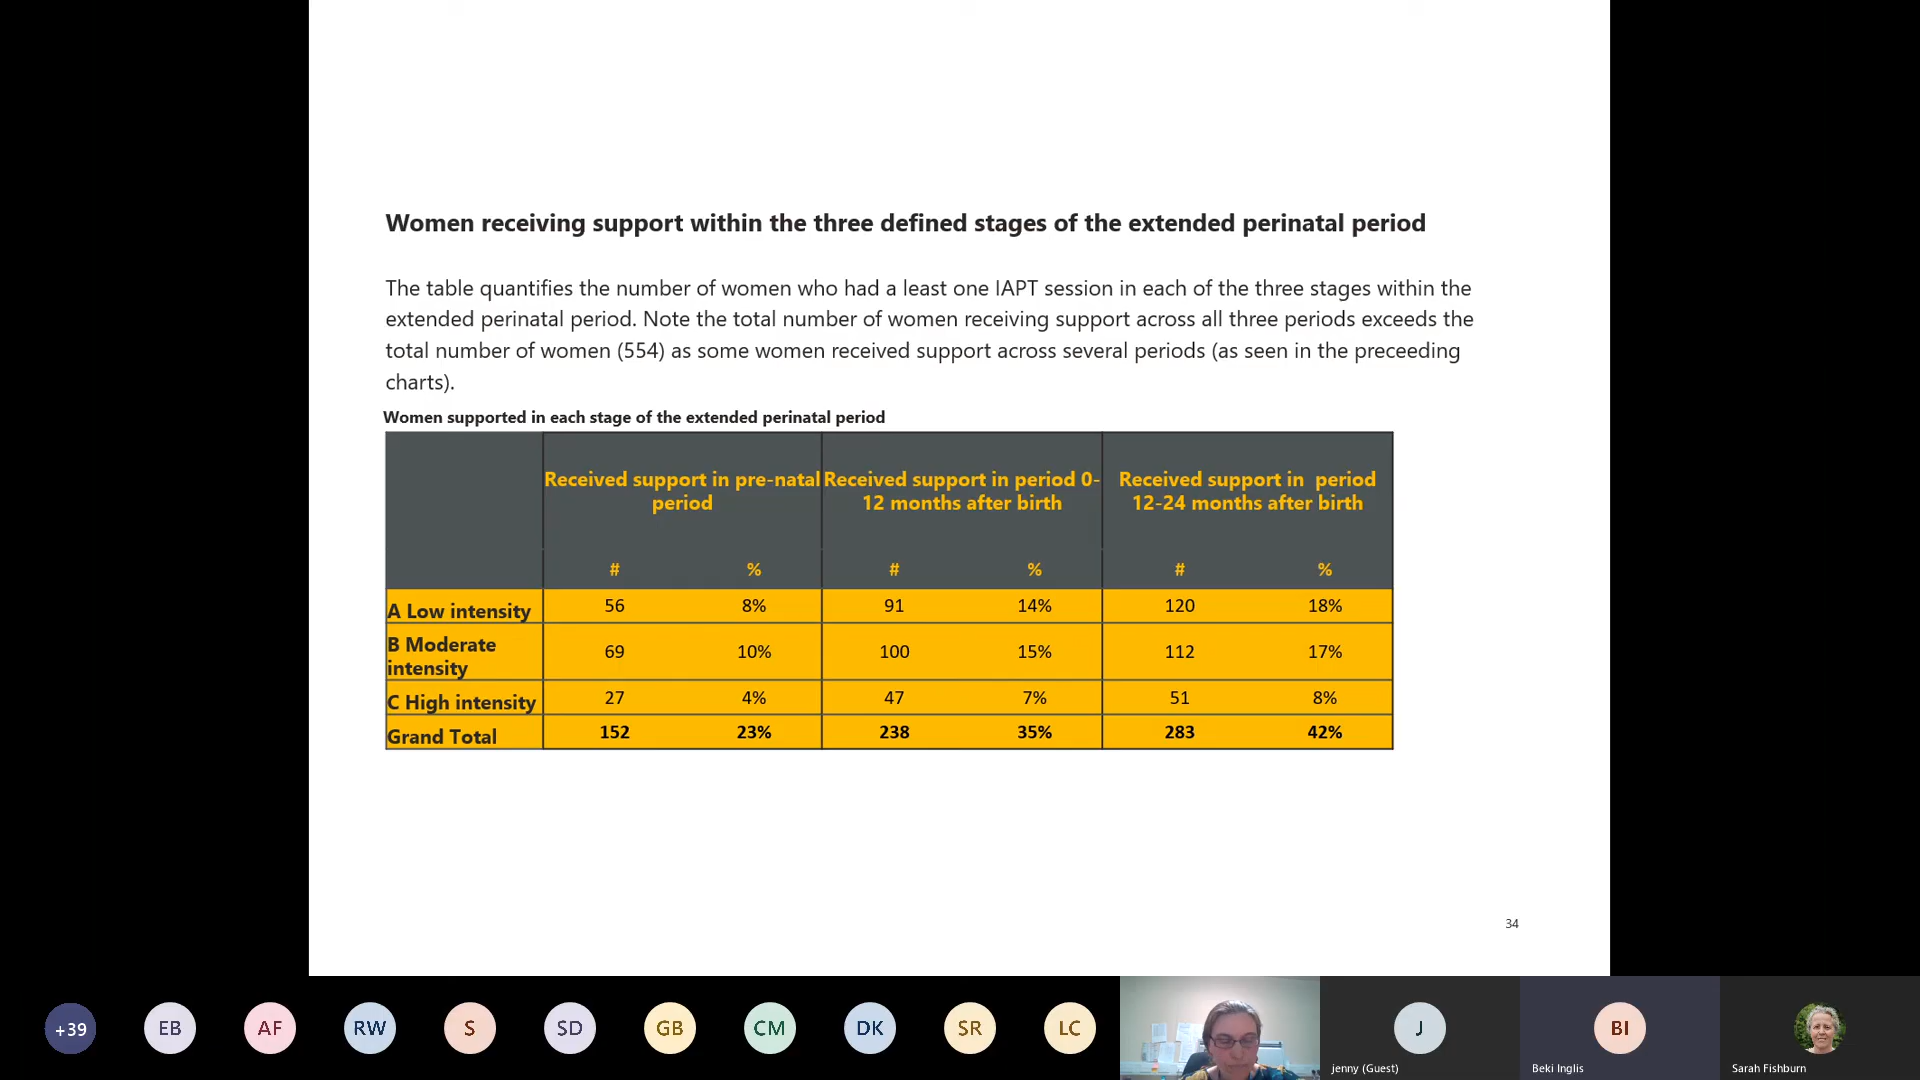 Women receiving support within the three defined stages of the extended perinatal period
The table quantifies the number of women who had a least one IAPT session in each of the three stages within the
extended perinatal period. Note the total number of women receiving support across all three periods exceeds the
total number of women (554) as some women received support across several periods (as seen in the preceeding
charts).
Women supported in each stage of the extended perinatal period
Received support in pre-natal Received support in period 0- Received support in period
period 12 months after birth 12-24 months after birth
# % # % # %
A Low intensity 56 8% 91 14% 120 18%
B Moderate
intensity 69 10% 100 15% 112 17%
C High intensity 27 4% 47 7% 51 8%
Grand Total 152 23% 238 35% 283 42%
34
+39 EB AF RW S SD GB CM DK SR LC J BI
jenny (Guest) Beki Inglis Sarah Fishburn